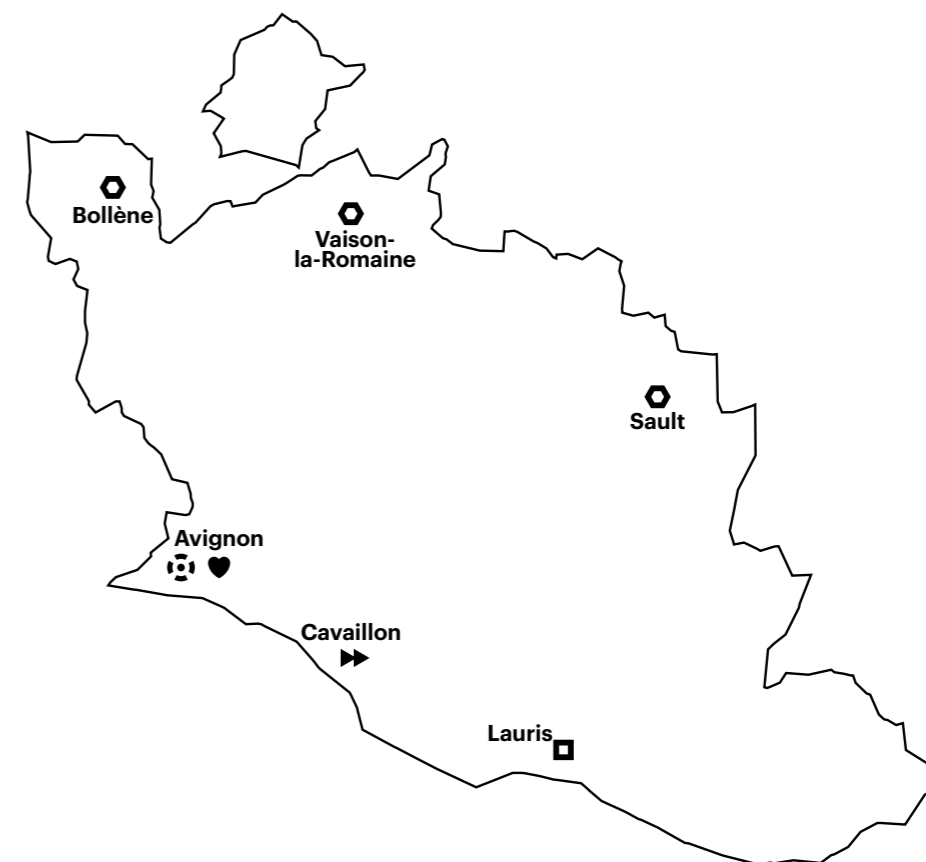 Bollène
Vaison-
la-Romaine
Sault
Avignon
Cavaillon
Lauris